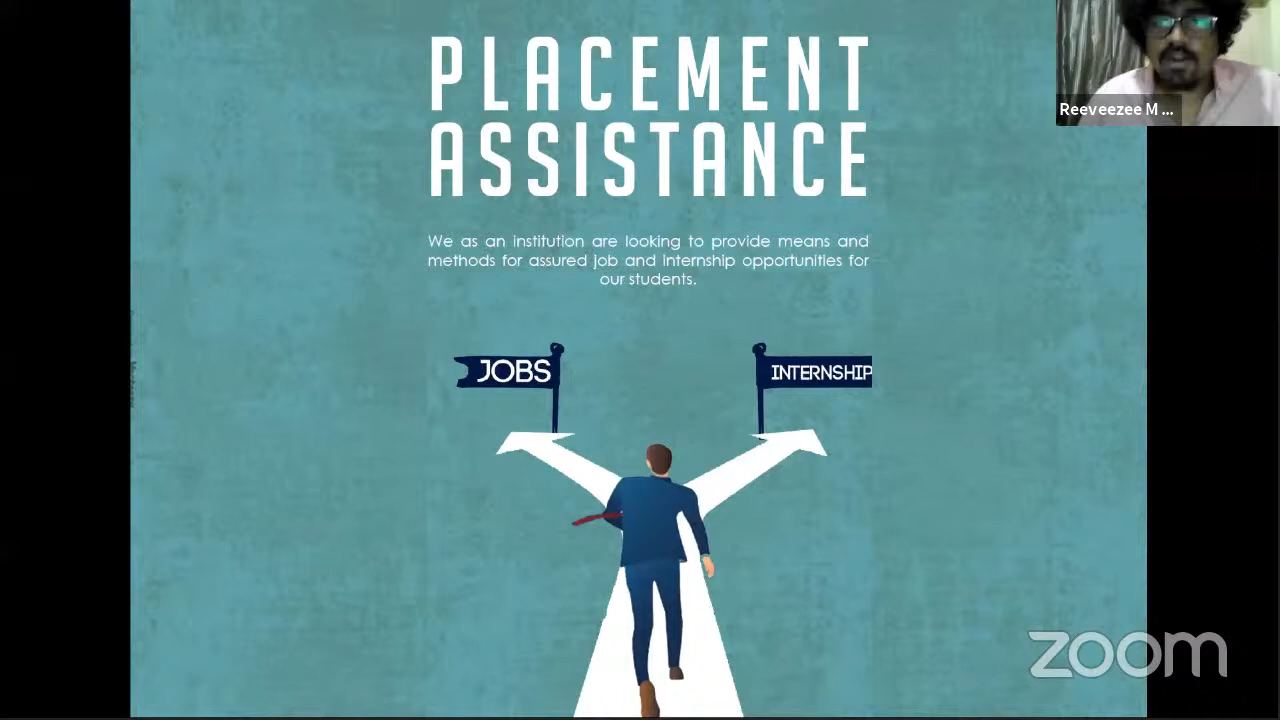 PLACEMENT
ASSISTANCE
We as an institution are looking to provide means and
methods for assured job and internship opportunities for
our students.
JOBS
INTERNSHIP
Reeveezee M ...
zoom